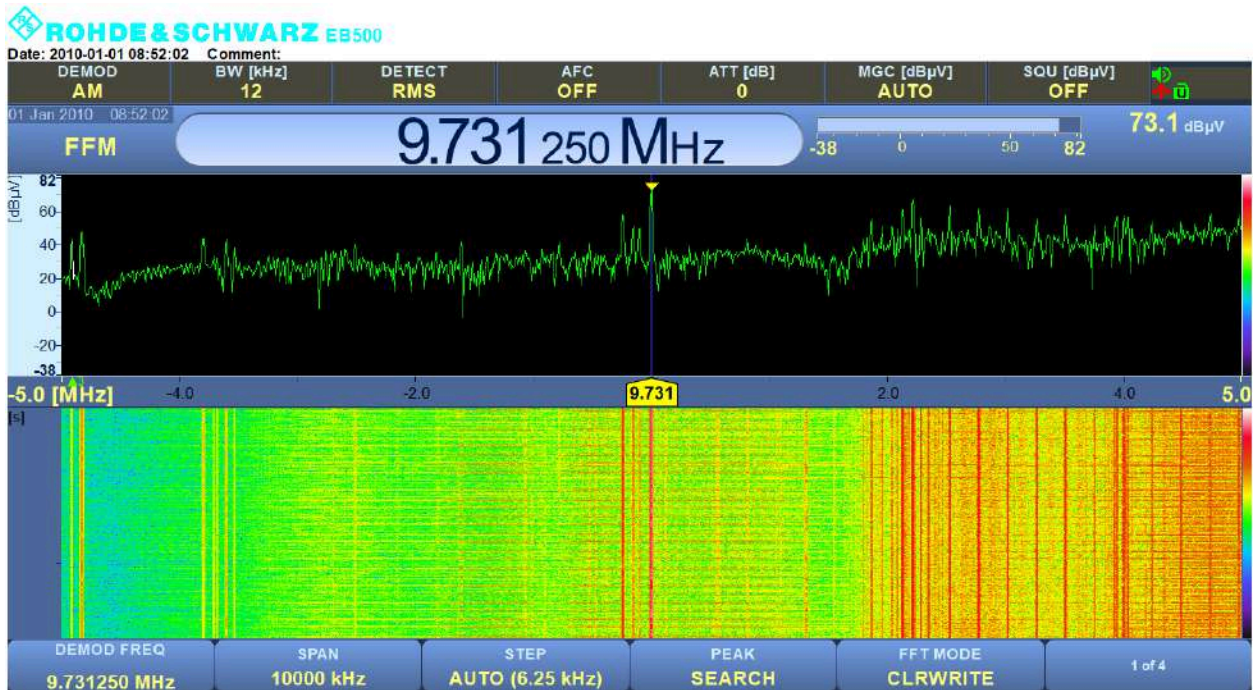 ROHDE & SCHWARZ EB500
Date: 2010-01-01 08:52:02 Comment:
DEMOD BW [kHz] DETECT AFC ATT [dB] MGC [dBµV] SQU [dBµV]
AM 12 RMS OFF 0 AUTO OFF
01 Jan 2010 08:52:02
FFM 9.731 250 MHz -38 0 50 82 73.1 dBµV
[dBµV]
82
60
40
20
0
-20
-38
-5.0 [MHz] -4.0 -2.0 9.731 2.0 4.0 5.0
[s]
DEMOD FREQ SPAN STEP PEAK FFT MODE 1 of 4
9.731250 MHz 10000 kHz AUTO (6.25 kHz) SEARCH CLRWRITE